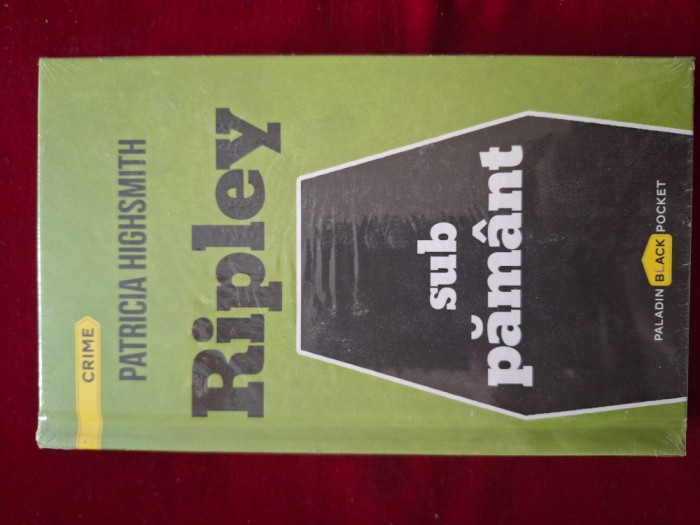 CRIME
PATRICIA HIGHSMITH
Ripley
sub
pământ
PALADIN BLACK POCKET